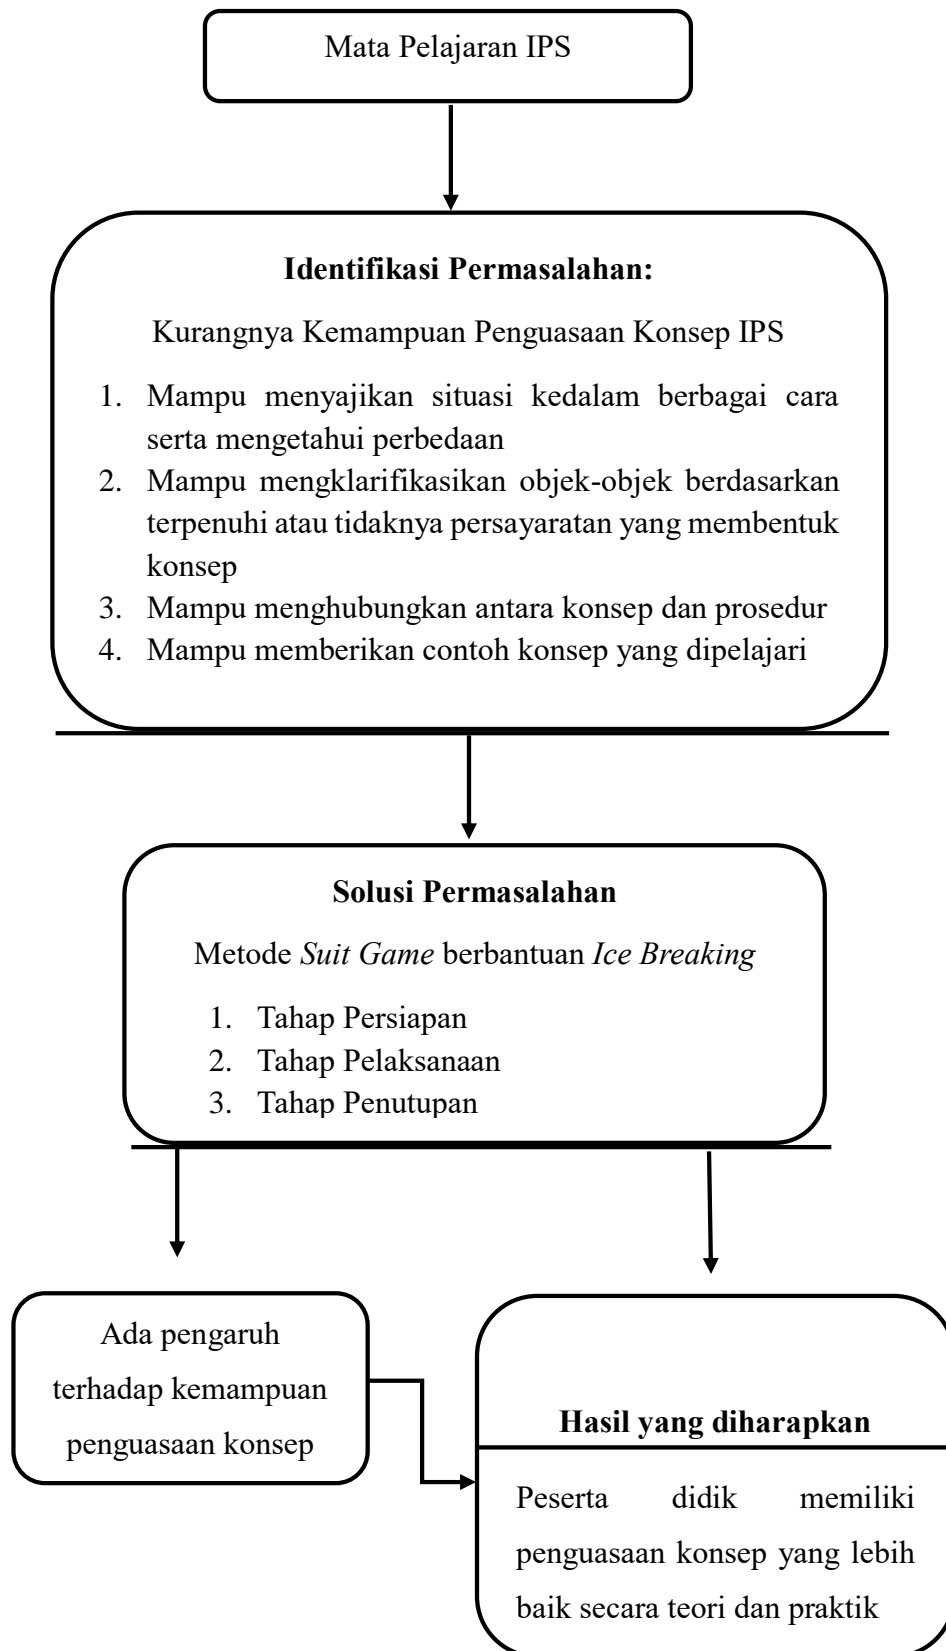 Mata Pelajaran IPS
Identifikasi Permasalahan:
Kurangnya Kemampuan Penguasaan Konsep IPS
1. Mampu menyajikan situasi kedalam berbagai cara
serta mengetahui perbedaan
2. Mampu mengklarifikasikan objek-objek berdasarkan
terpenuhi atau tidaknya persayaratan yang membentuk
konsep
3. Mampu menghubungkan antara konsep dan prosedur
4. Mampu memberikan contoh konsep yang dipelajari
Solusi Permasalahan
Metode Suit Game berbantuan Ice Breaking
1. Tahap Persiapan
2. Tahap Pelaksanaan
3. Tahap Penutupan
Ada pengaruh
terhadap kemampuan
penguasaan konsep
Hasil yang diharapkan
Peserta didik memiliki
penguasaan konsep yang lebih
baik secara teori dan praktik